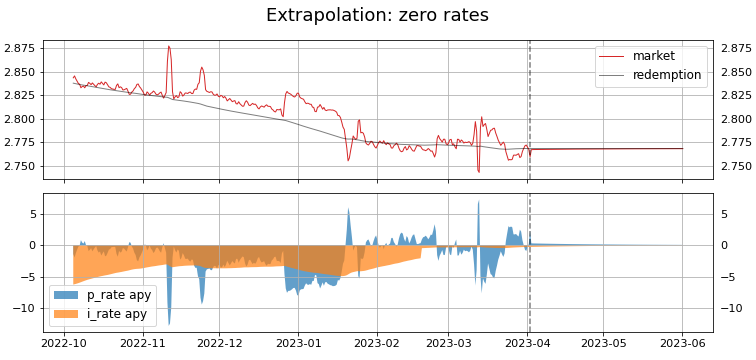 Extrapolation: zero rates
2.875 2.875
2.850 2.850
2.825 2.825
2.800 2.800
2.775 2.775
2.750 2.750
market
redemption
5 5
0 0
−5 −5
−10 −10
p_rate apy
i_rate apy
2022-10 2022-11 2022-12 2023-01 2023-02 2023-03 2023-04 2023-05 2023-06